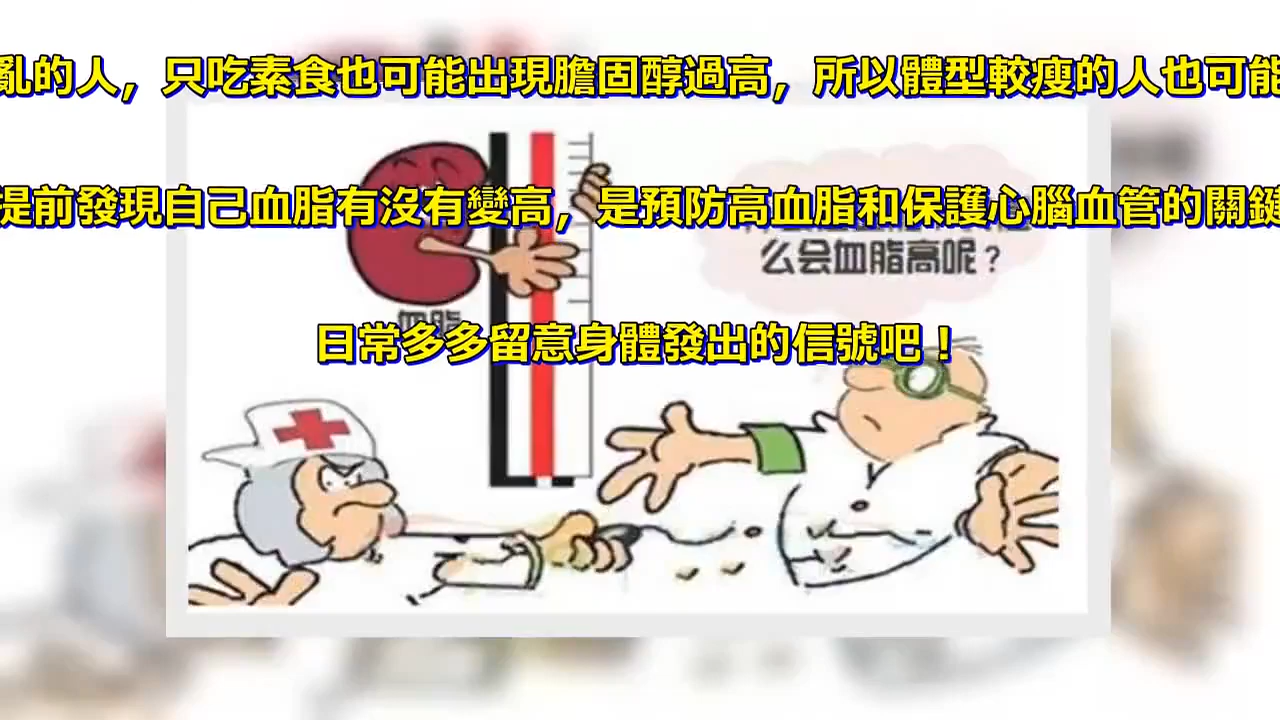 亂的人，只吃素食也可能出現膽固醇過高，所以體型較瘦的人也可能
提前發現自己血脂有沒有變高，是預防高血脂和保護心腦血管的關鍵
么会血脂高呢？
血脂
日常多多留意身體發出的信號吧！